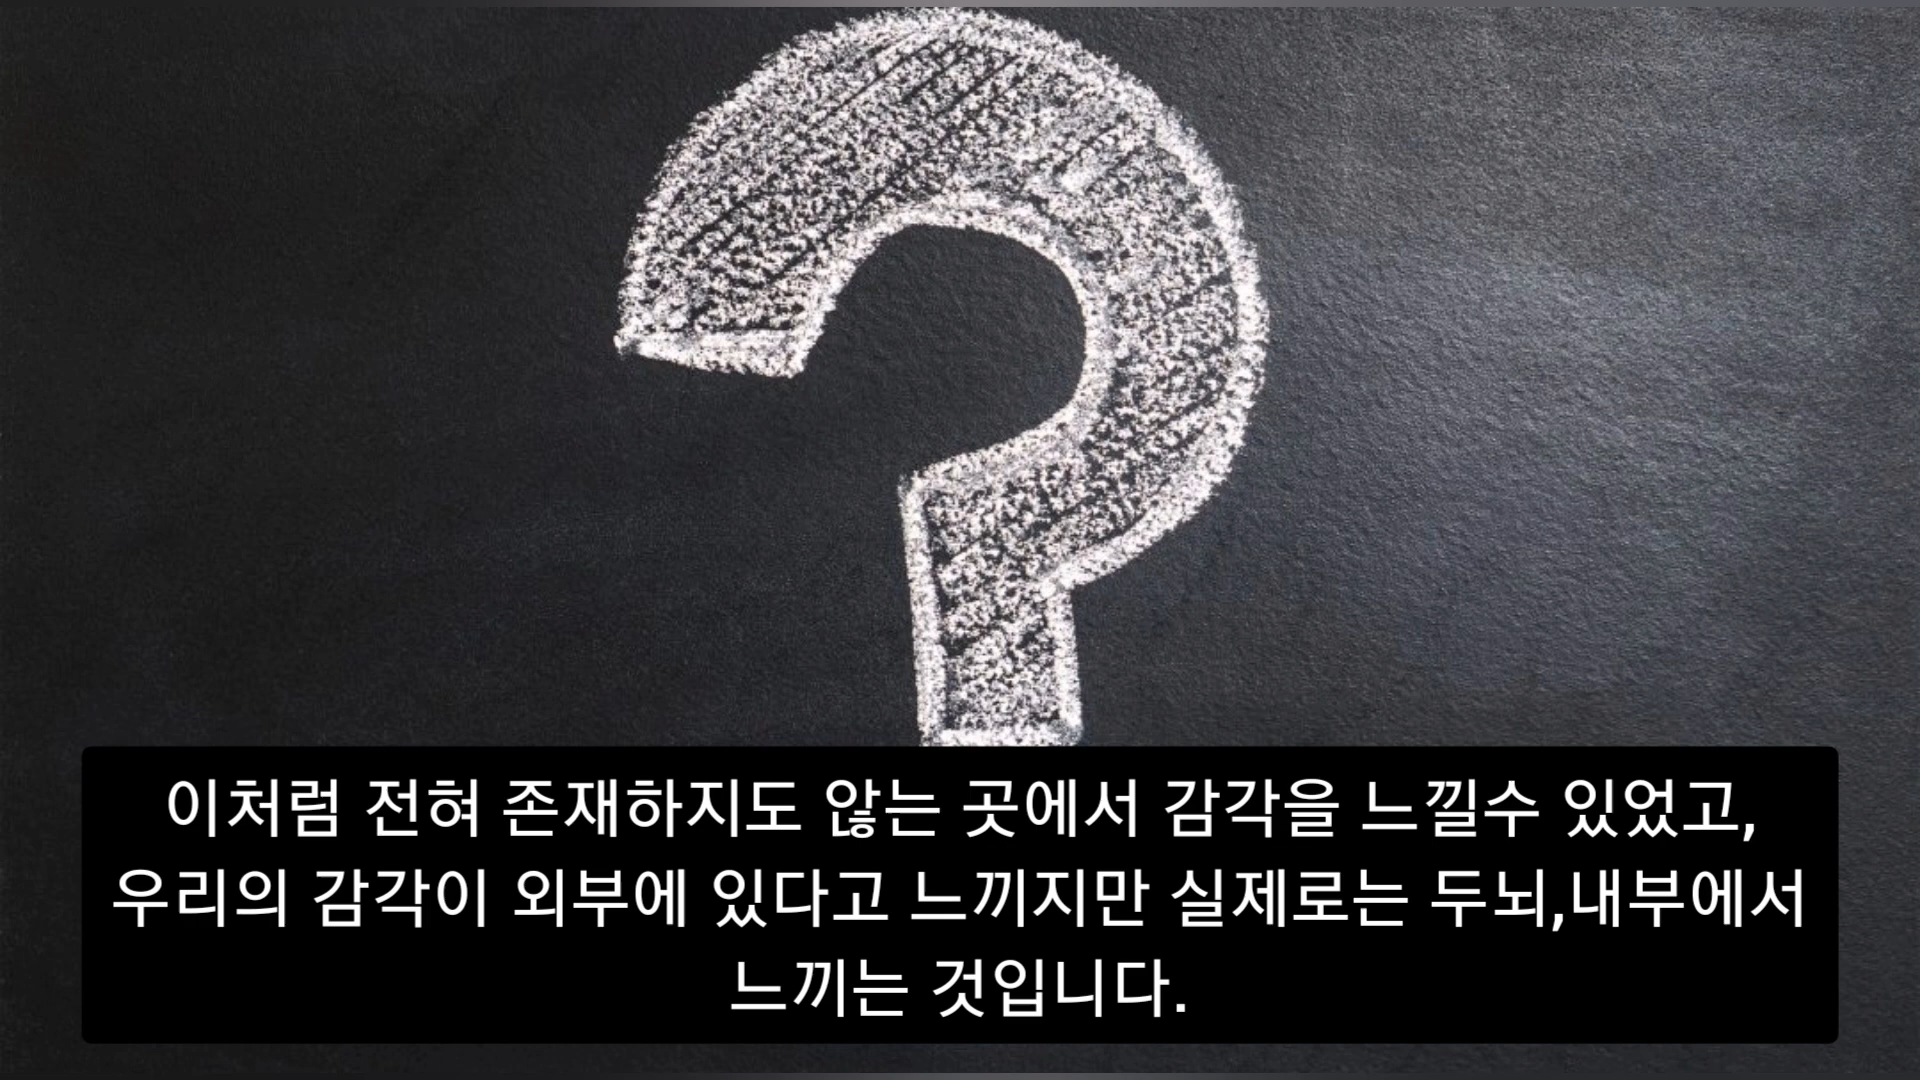 이처럼 전혀 존재하지도 않는 곳에서 감각을 느낄수 있었고,
우리의 감각이 외부에 있다고 느끼지만 실제로는 두뇌,내부에서
느끼는 것입니다.